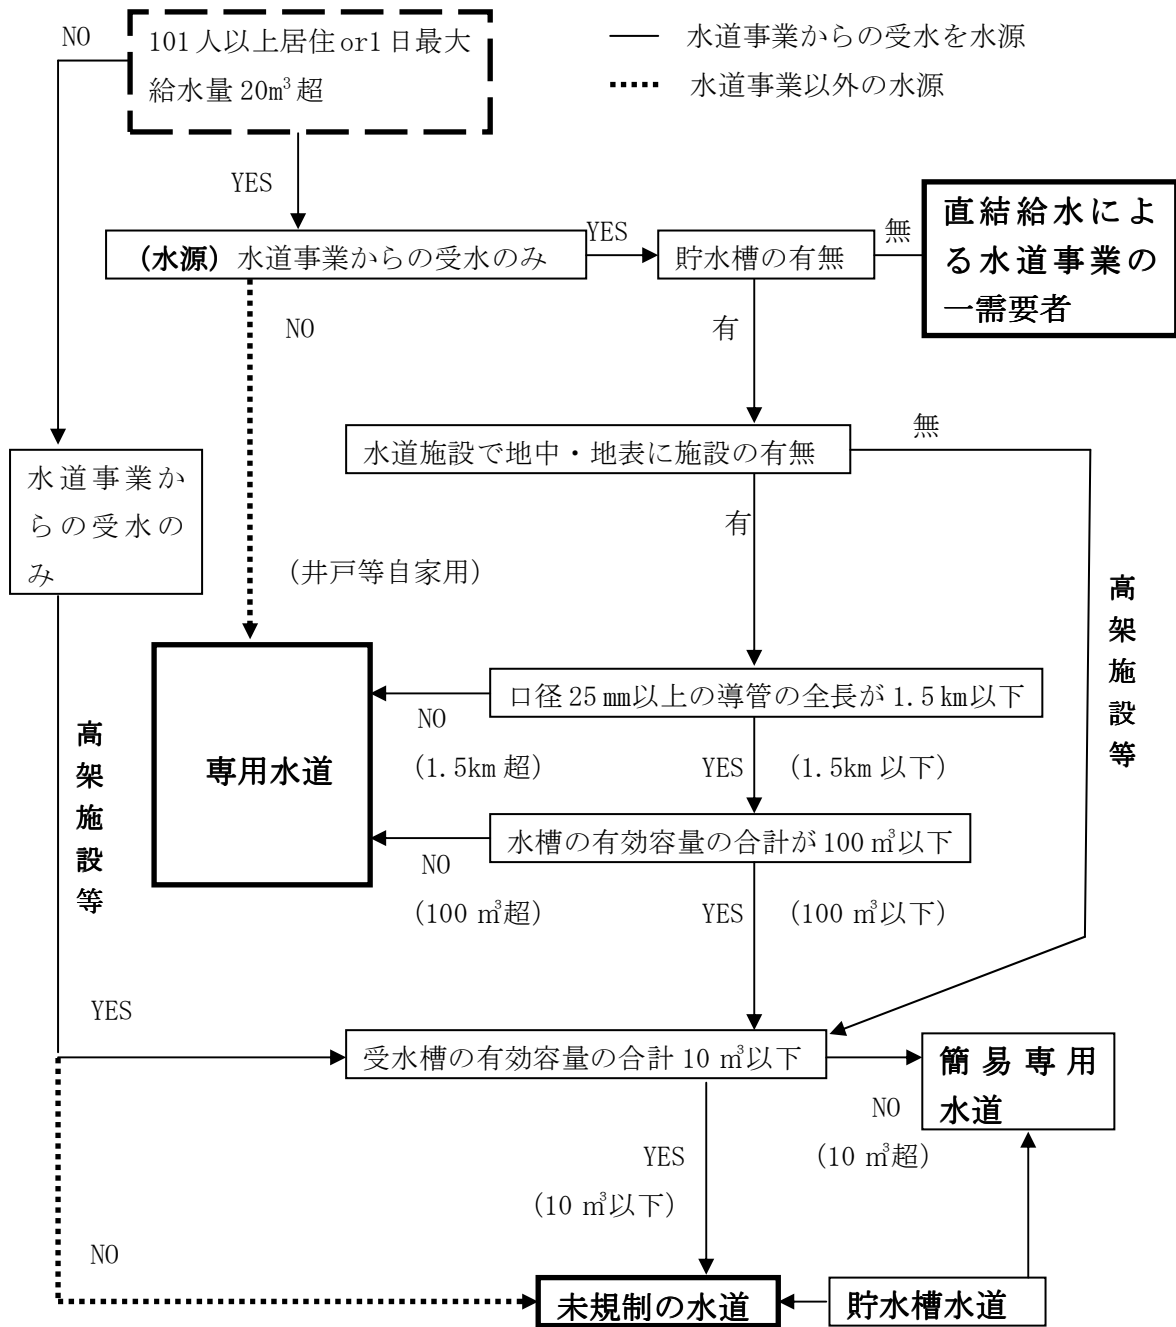 NO
101人以上居住or1日最大
給水量20m³超
水道事業からの受水を水源
水道事業以外の水源
YES
(水源)水道事業からの受水のみ
YES
貯水槽の有無
無
直結給水によ
る水道事業の
一需要者
NO
有
水道施設で地中・地表に施設の有無
無
水道事業か
らの受水の
み
有
(井戸等自家用)
高架施設等
口径25㎜以上の導管の全長が1.5㎞以下
専用水道
NO
(1.5km超)
YES
(1.5km以下)
高架施設等
水槽の有効容量の合計が100㎥以下
NO
(100㎥超)
YES
(100㎥以下)
YES
受水槽の有効容量の合計10㎥以下
簡易専用
水道
NO
(10㎥超)
YES
(10㎥以下)
NO
未規制の水道
貯水槽水道